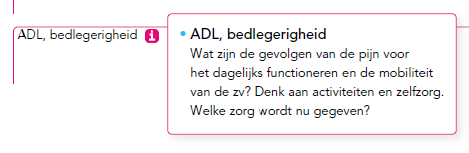 ADL, bedlegerigheid i
• ADL, bedlegerigheid
Wat zijn de gevolgen van de pijn voor
het dagelijks functioneren en de mobiliteit
van de zv? Denk aan activiteiten en zelfzorg.
Welke zorg wordt nu gegeven?